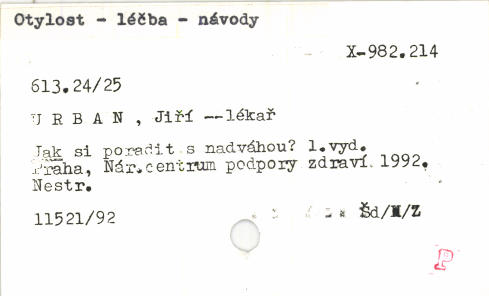 Otylost - léčba - návody
X-982.214
613.24/25
U R B A N , Jiří --lékař
Jak si poradit s nadváhou? 1.vyd.
Praha, Nár.centrum podpory zdraví 1992.
Nestr.
11521/92
Šd/M/Z
P